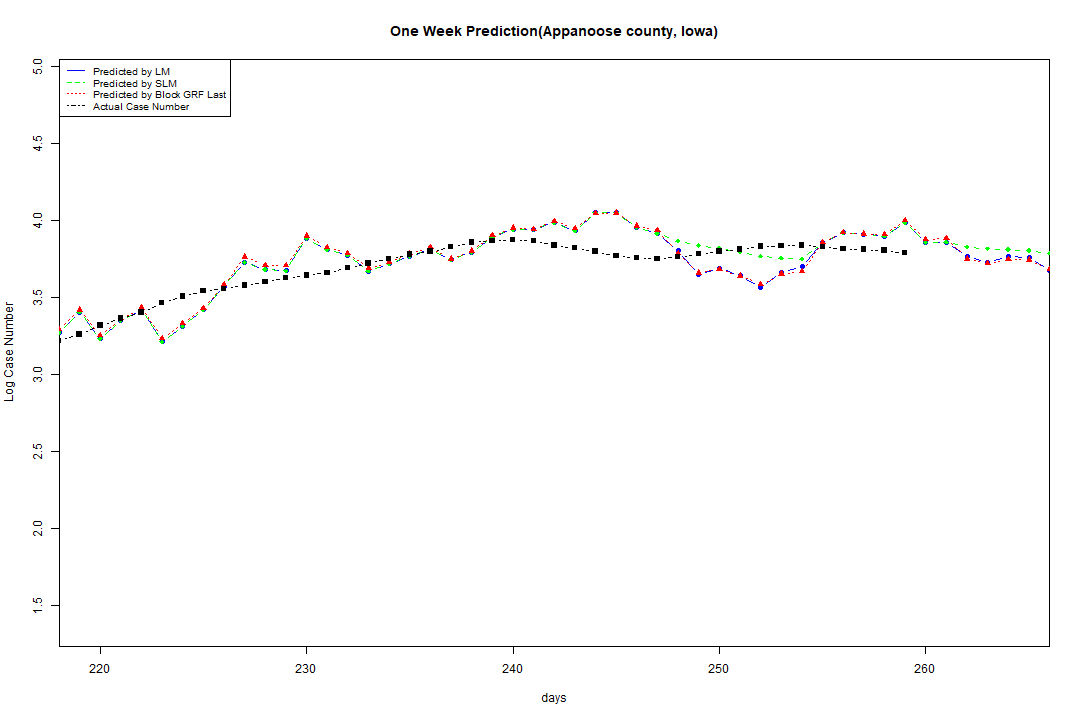 One Week Prediction(Appanoose county, Iowa)
Predicted by LM
Predicted by SLM
Predicted by Block GRF Last
Actual Case Number
5.0
4.5
4.0
3.5
3.0
2.5
2.0
1.5
Log Case Number
220 230 240 250 260
days